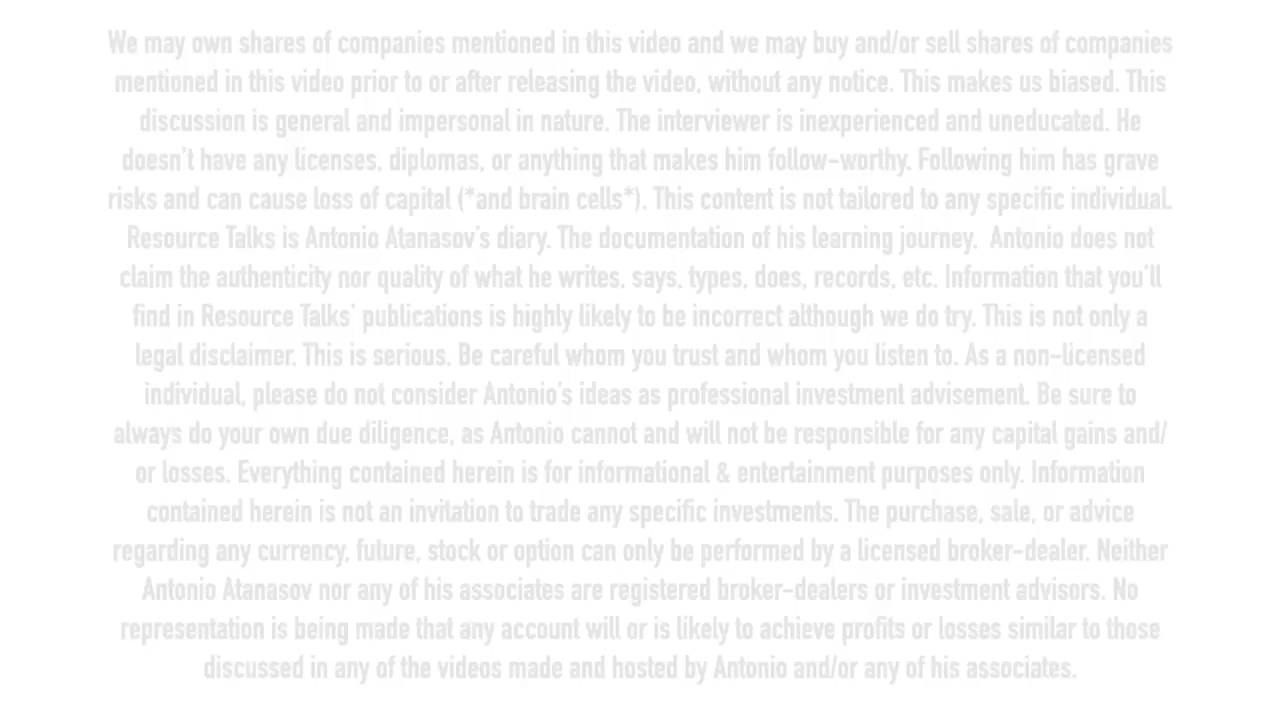 We may own shares of companies mentioned in this video and we may buy and/or sell shares of companies
mentioned in this video prior to or after releasing the video, without any notice. This makes us biased. This
discussion is general and impersonal in nature. The interviewer is inexperienced and uneducated. He
doesn't have any licenses, diplomas, or anything that makes him follow-worthy. Following him has grave
risks and can cause loss of capital (*and brain cells*). This content is not tailored to any specific individual.
Resource Talks is Antonio Atanasov's diary. The documentation of his learning journey. Antonio does not
claim the authenticity nor quality of what he writes, says, types, does, records, etc. Information that you'll
find in Resource Talks' publications is highly likely to be incorrect although we do try. This is not only a
legal disclaimer. This is serious. Be careful whom you trust and whom you listen to. As a non-licensed
individual, please do not consider Antonio's ideas as professional investment advisement. Be sure to
always do your own due diligence, as Antonio cannot and will not be responsible for any capital gains and/
or losses. Everything contained herein is for informational & entertainment purposes only. Information
contained herein is not an invitation to trade any specific investments. The purchase, sale, or advice
regarding any currency, future, stock or option can only be performed by a licensed broker-dealer. Neither
Antonio Atanasov nor any of his associates are registered broker-dealers or investment advisors. No
representation is being made that any account will or is likely to achieve profits or losses similar to those
discussed in any of the videos made and hosted by Antonio and/or any of his associates.